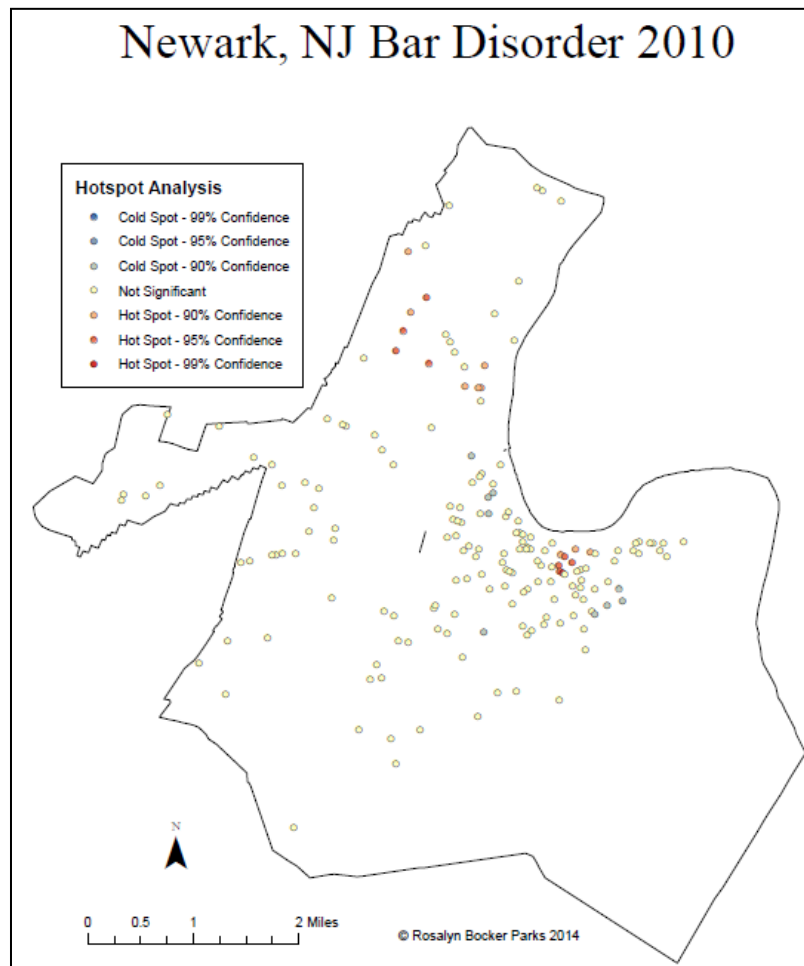 Newark, NJ Bar Disorder 2010
Hotspot Analysis
Cold Spot - 99% Confidence
Cold Spot - 95% Confidence
Cold Spot - 90% Confidence
Not Significant
Hot Spot - 90% Confidence
Hot Spot - 95% Confidence
Hot Spot - 99% Confidence
N
0 0.5 1 2 Miles
© Rosalyn Bocker Parks 2014